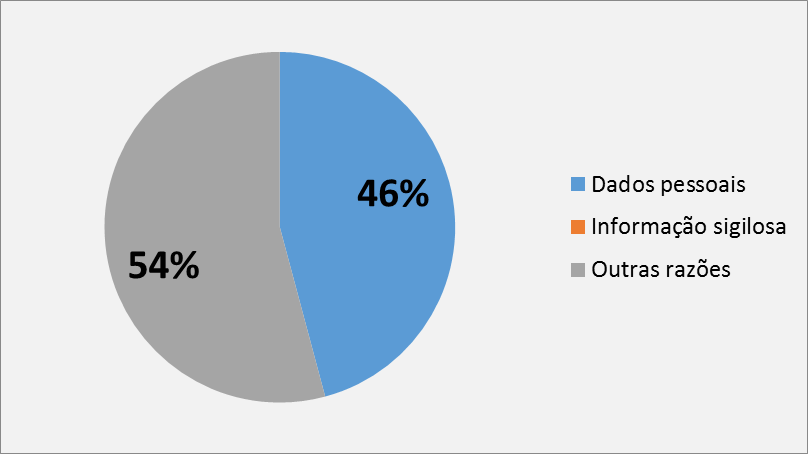 46%
54%
Dados pessoais
Informação sigilosa
Outras razões